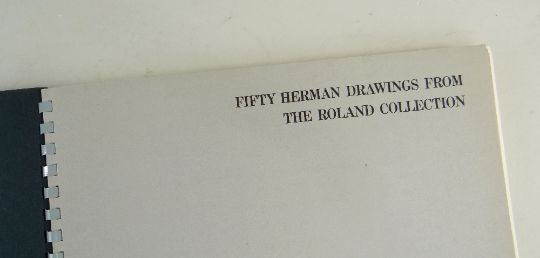 FIFTY HERMAN DRAWINGS FROM
THE ROLAND COLLECTION